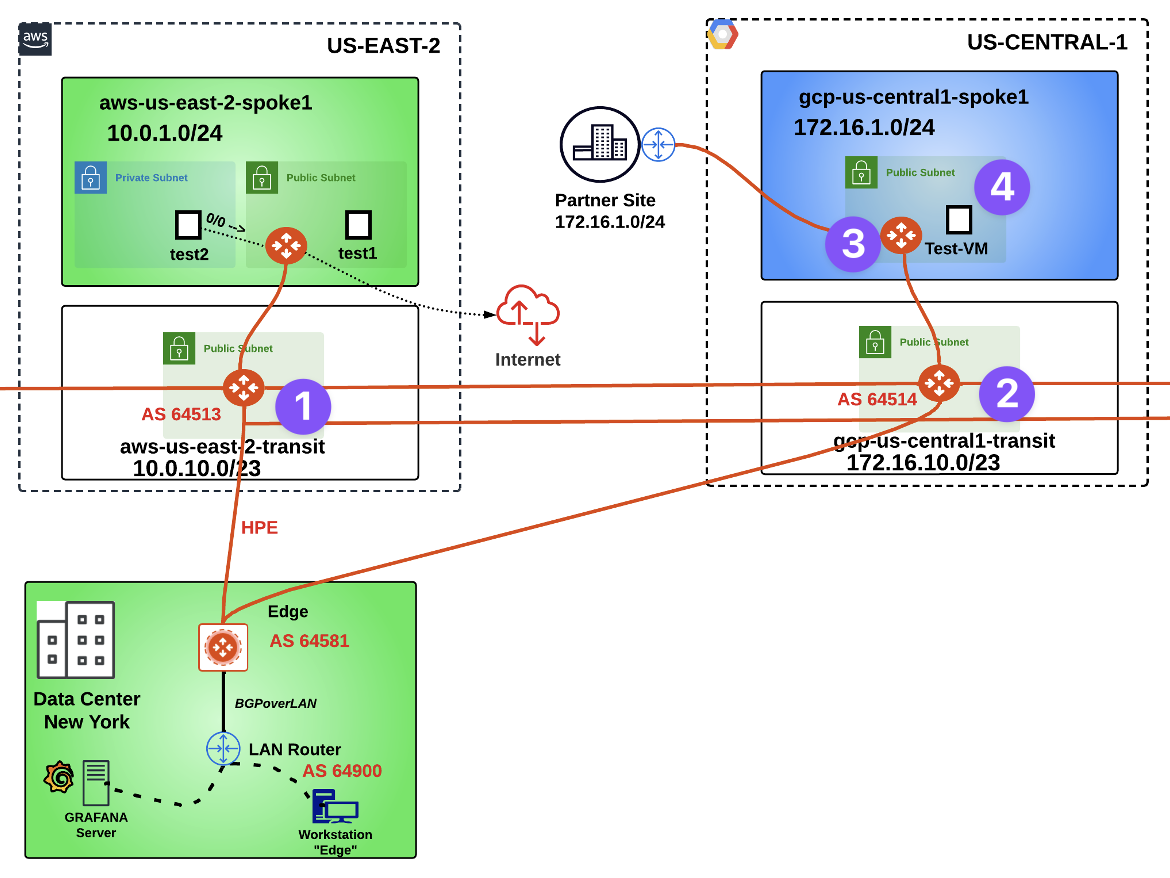 aws
US-EAST-2
aws-us-east-2-spoke1
10.0.1.0/24
Private Subnet
Public Subnet
0/0 -->
test2
test1
Internet
Public Subnet
AS 64513
1
aws-us-east-2-transit
10.0.10.0/23
HPE
Partner Site
172.16.1.0/24
US-CENTRAL-1
gcp-us-central1-spoke1
172.16.1.0/24
Public Subnet
4
3
Test-VM
Public Subnet
AS 64514
2
gcp-us-central1-transit
172.16.10.0/23
Edge
AS 64581
Data Center
New York
BGPoverLAN
LAN Router
AS 64900
GRAFANA
Server
Workstation
"Edge"